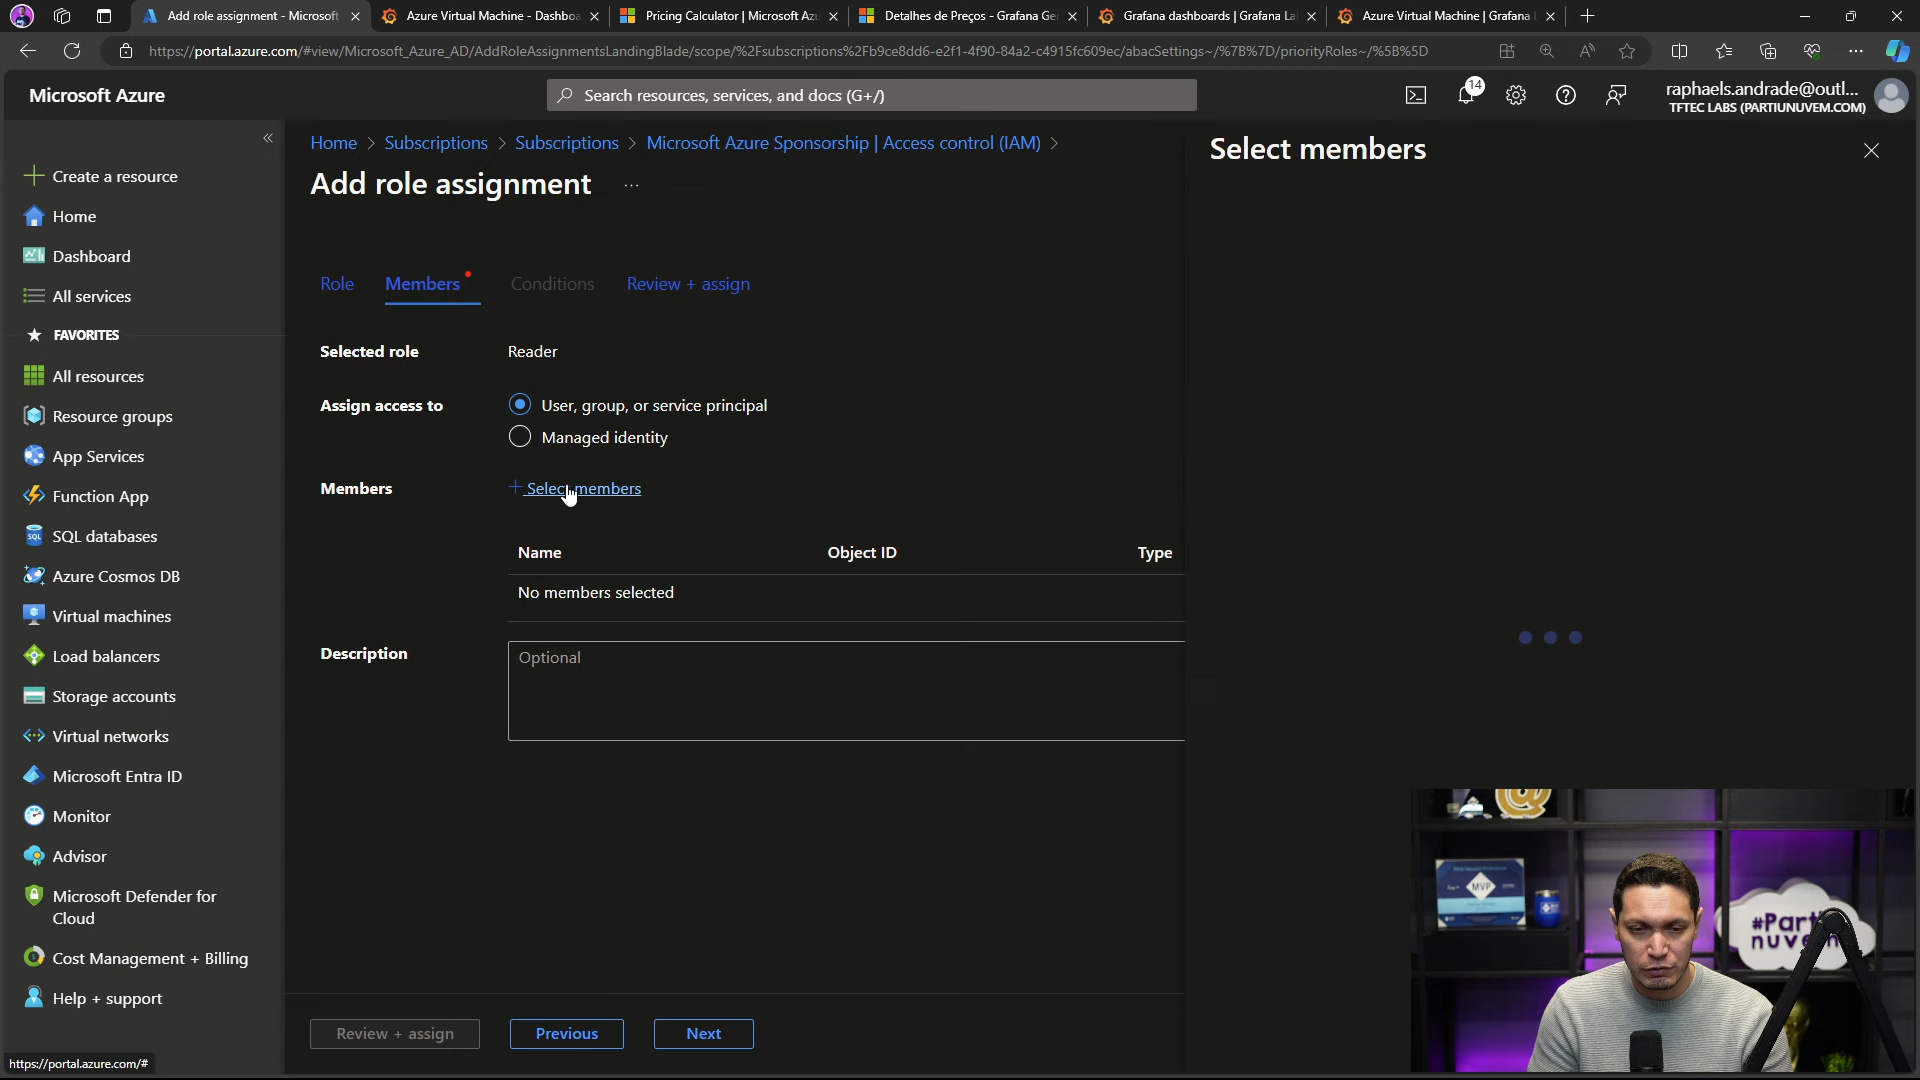 Add role assignment - Microsoft
Azure Virtual Machine - Dashboa
Pricing Calculator | Microsoft Az
Detalhes de Preços - Grafana Ge
Grafana dashboards | Grafana La
Azure Virtual Machine | Grafana
https://portal.azure.com/#view/Microsoft_Azure_AD/AddRoleAssignmentsLandingBlade/scope/%2Fsubscriptions%2Fb9ce8dd6-e2f1-4f90-84a2-c4915fc609ec/abacSettings~/%7B%7D/priorityRoles~/%5B%5D
Microsoft Azure
Search resources, services, and docs (G+/)
14
raphaels.andrade@outl...
TFTEC LABS (PARTIUNUVEM.COM)
Create a resource
Home
Dashboard
All services
FAVORITES
All resources
Resource groups
App Services
Function App
SQL databases
Azure Cosmos DB
Virtual machines
Load balancers
Storage accounts
Virtual networks
Microsoft Entra ID
Monitor
Advisor
Microsoft Defender for
Cloud
Cost Management + Billing
Help + support
https://portal.azure.com/#
Home > Subscriptions > Subscriptions > Microsoft Azure Sponsorship | Access control (IAM) >
Add role assignment ...
Role Members Conditions Review + assign
Selected role Reader
Assign access to User, group, or service principal
Managed identity
Members + Select members
Name Object ID Type
No members selected
Description Optional
Review + assign Previous Next
Select members
MVP
#Parti
nuvem